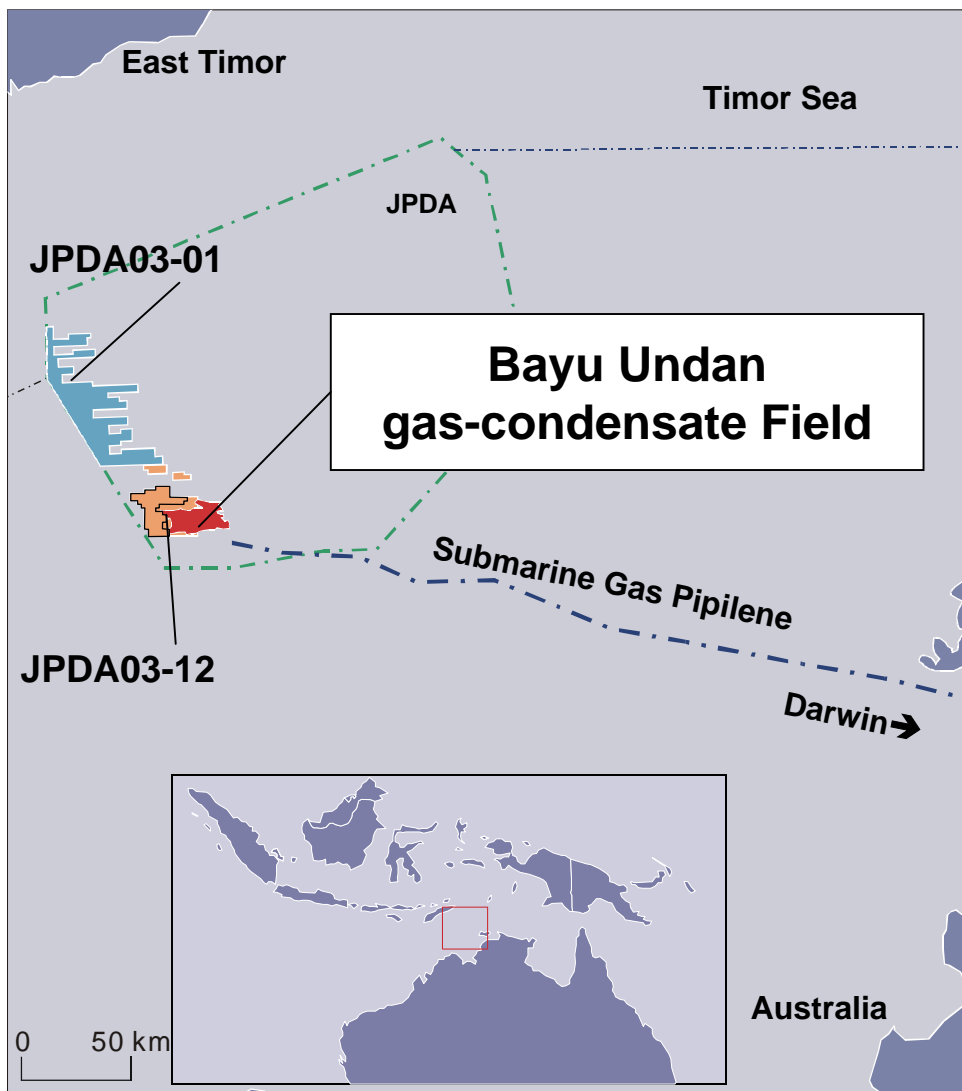 East Timor
Timor Sea
JPDA
JPDA03-01
Bayu Undan
gas-condensate Field
Submarine Gas Pipilene
JPDA03-12
Darwin
Australia
0 50 km